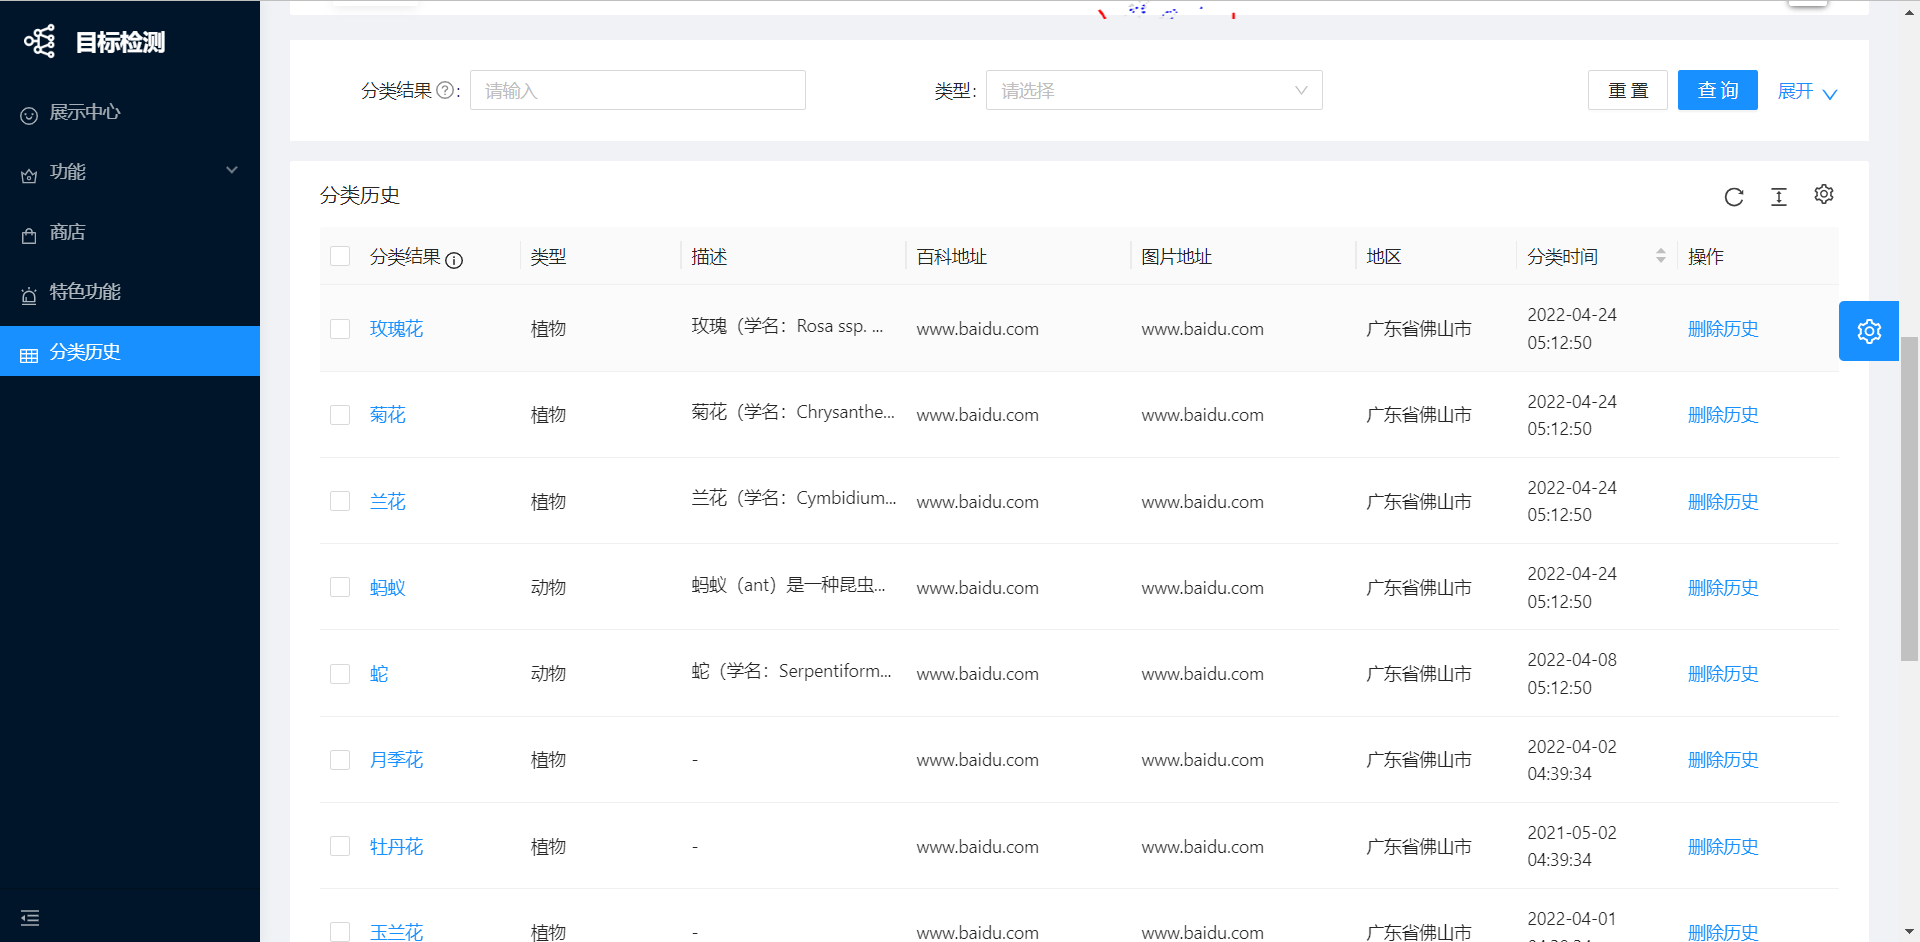 目标检测
展示中心
功能
商店
特色功能
分类历史
分类结果 :
请输入
类型:
请选择
重 置
查 询
展开
分类历史
分类结果 类型 描述 百科地址 图片地址 地区 分类时间 操作
玫瑰花 植物 玫瑰（学名：Rosa ssp. ... www.baidu.com www.baidu.com 广东省佛山市 2022-04-24 05:12:50 删除历史
菊花 植物 菊花（学名：Chrysanthe... www.baidu.com www.baidu.com 广东省佛山市 2022-04-24 05:12:50 删除历史
兰花 植物 兰花（学名：Cymbidium... www.baidu.com www.baidu.com 广东省佛山市 2022-04-24 05:12:50 删除历史
蚂蚁 动物 蚂蚁（ant）是一种昆虫... www.baidu.com www.baidu.com 广东省佛山市 2022-04-24 05:12:50 删除历史
蛇 动物 蛇（学名：Serpentiform... www.baidu.com www.baidu.com 广东省佛山市 2022-04-08 05:12:50 删除历史
月季花 植物 - www.baidu.com www.baidu.com 广东省佛山市 2022-04-02 04:39:34 删除历史
牡丹花 植物 - www.baidu.com www.baidu.com 广东省佛山市 2021-05-02 04:39:34 删除历史
玉兰花 植物 - www.baidu.com www.baidu.com 广东省佛山市 2022-04-01 删除历史